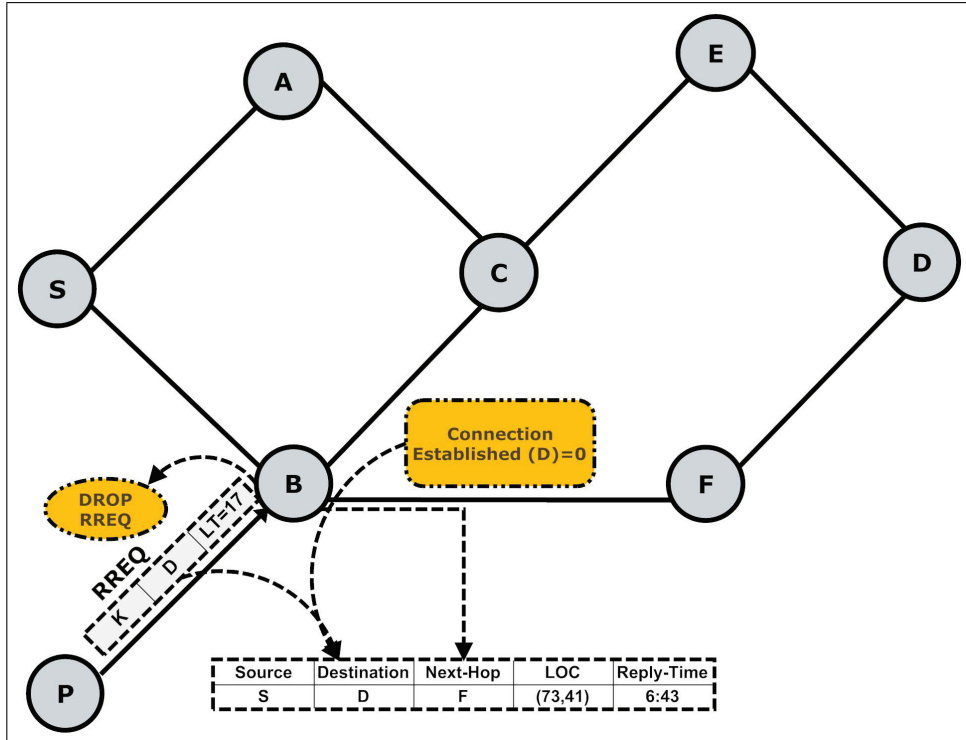 E
A
D
C
S
Connection
Established (D)=0
B
F
DROP
RREQ
RREQ
K D LT=17
P
Source Destination Next-Hop LOC Reply-Time
S D F (73,41) 6:43